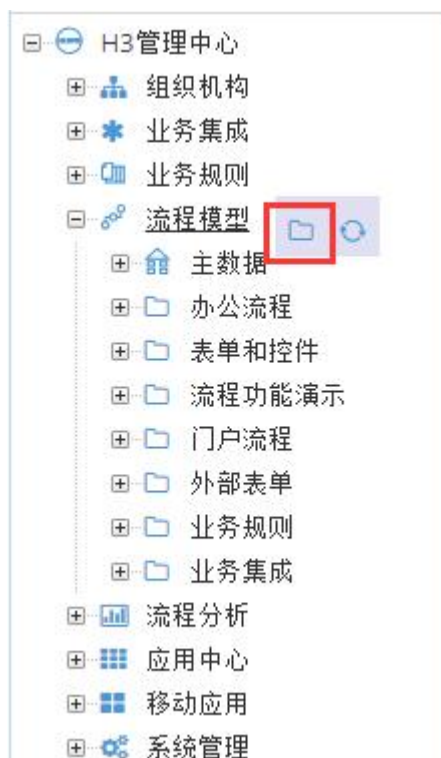 H3管理中心
组织机构
业务集成
业务规则
流程模型
主数据
办公流程
表单和控件
流程功能演示
门户流程
外部表单
业务规则
业务集成
流程分析
应用中心
移动应用
系统管理